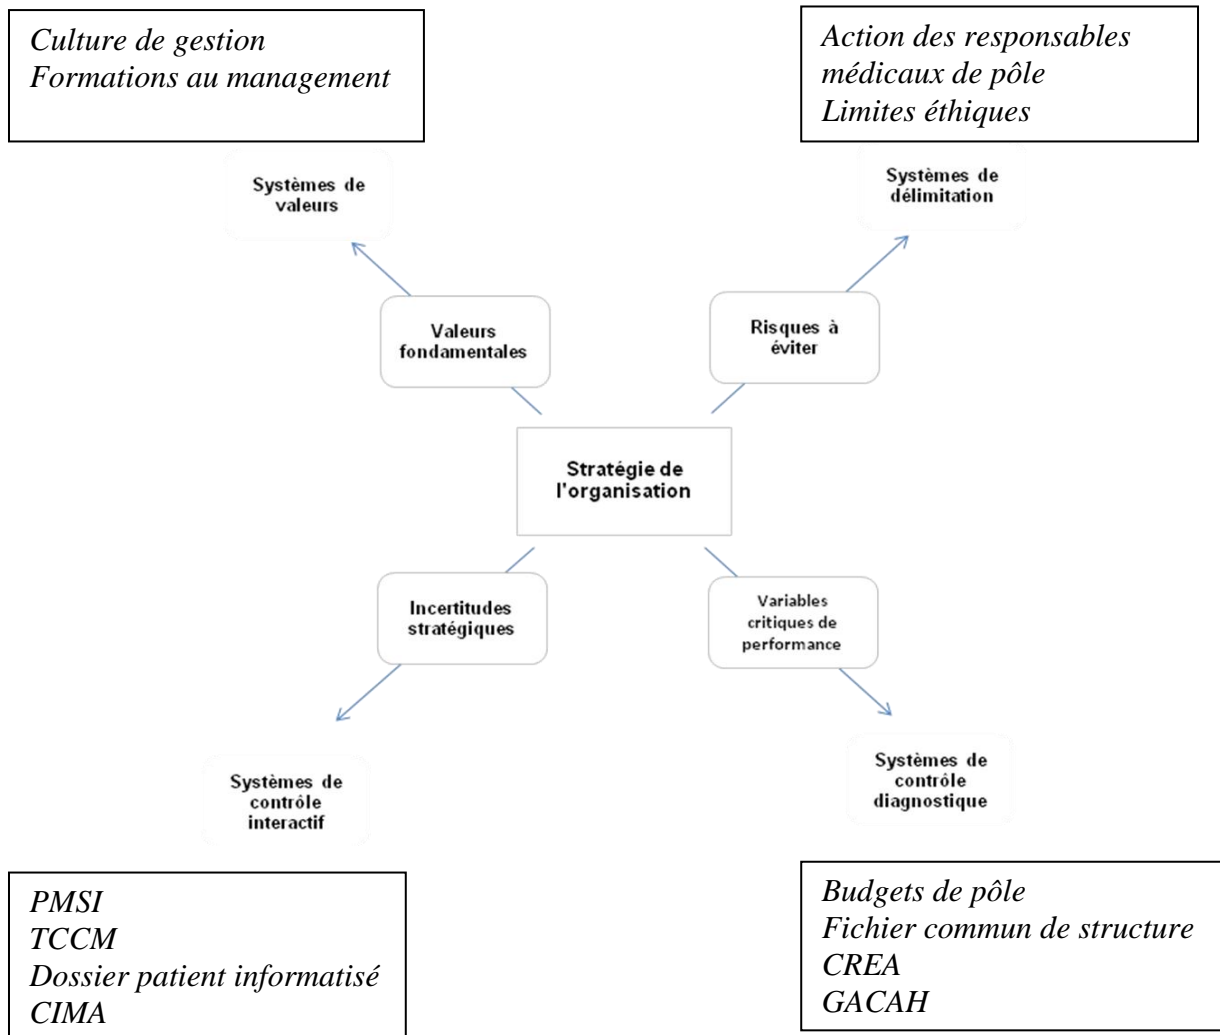 Culture de gestion
Formations au management
Action des responsables
médicaux de pôle
Limites éthiques
Systèmes de
valeurs
Systèmes de
délimitation
Valeurs
fondamentales
Risques à
éviter
Stratégie de
l'organisation
Incertitudes
stratégiques
Variables
critiques de
performance
Systèmes de
contrôle
interactif
Systèmes de
contrôle
diagnostique
PMSI
TCCM
Dossier patient informatisé
CIMA
Budgets de pôle
Fichier commun de structure
CREA
GACAH